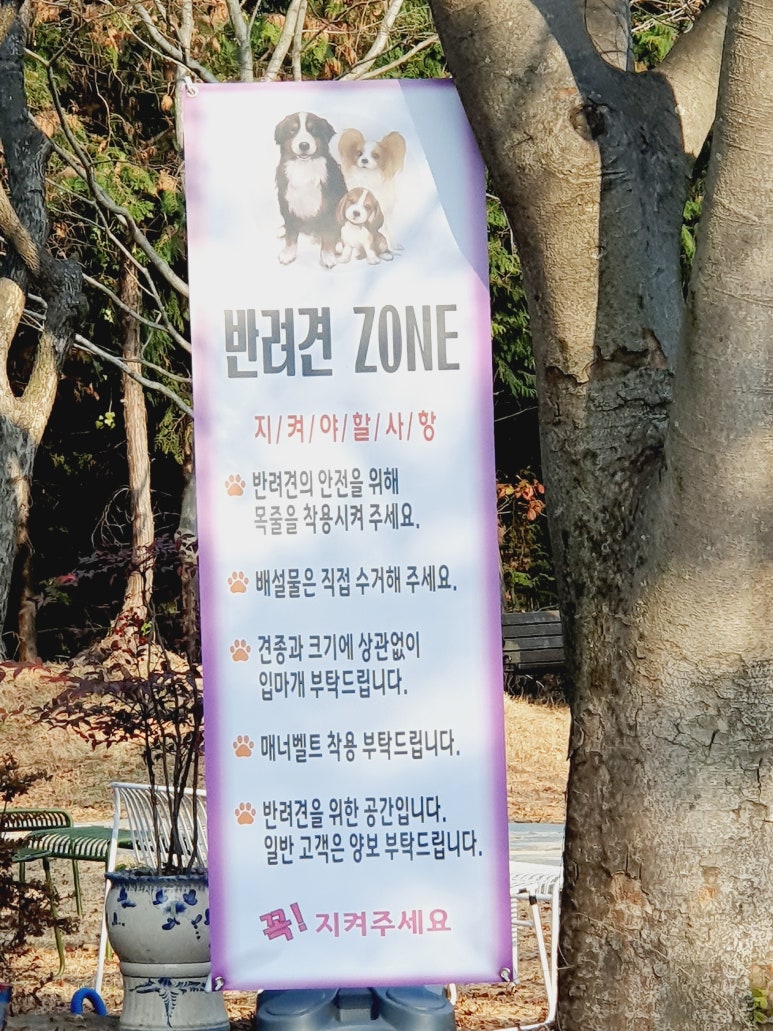 반려견 ZONE
지/켜/야/할/사/항
반려견의 안전을 위해
목줄을 착용시켜 주세요.
배설물은 직접 수거해 주세요.
견종과 크기에 상관없이
입마개 부탁드립니다.
매너벨트 착용 부탁드립니다.
반려견을 위한 공간입니다.
일반 고객은 양보 부탁드립니다.
꼭! 지켜주세요